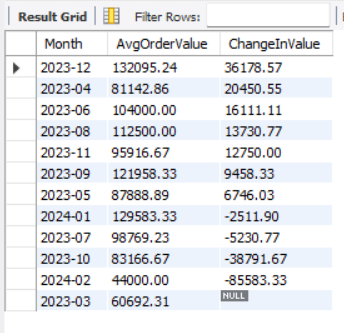 Result Grid Filter Rows:
Month AvgOrderValue ChangeInValue
2023-12 132095.24 36178.57
2023-04 81142.86 20450.55
2023-06 104000.00 16111.11
2023-08 112500.00 13730.77
2023-11 95916.67 12750.00
2023-09 121958.33 9458.33
2023-05 87888.89 6746.03
2024-01 129583.33 -2511.90
2023-07 98769.23 -5230.77
2023-10 83166.67 -38791.67
2024-02 44000.00 -85583.33
2023-03 60692.31 NULL